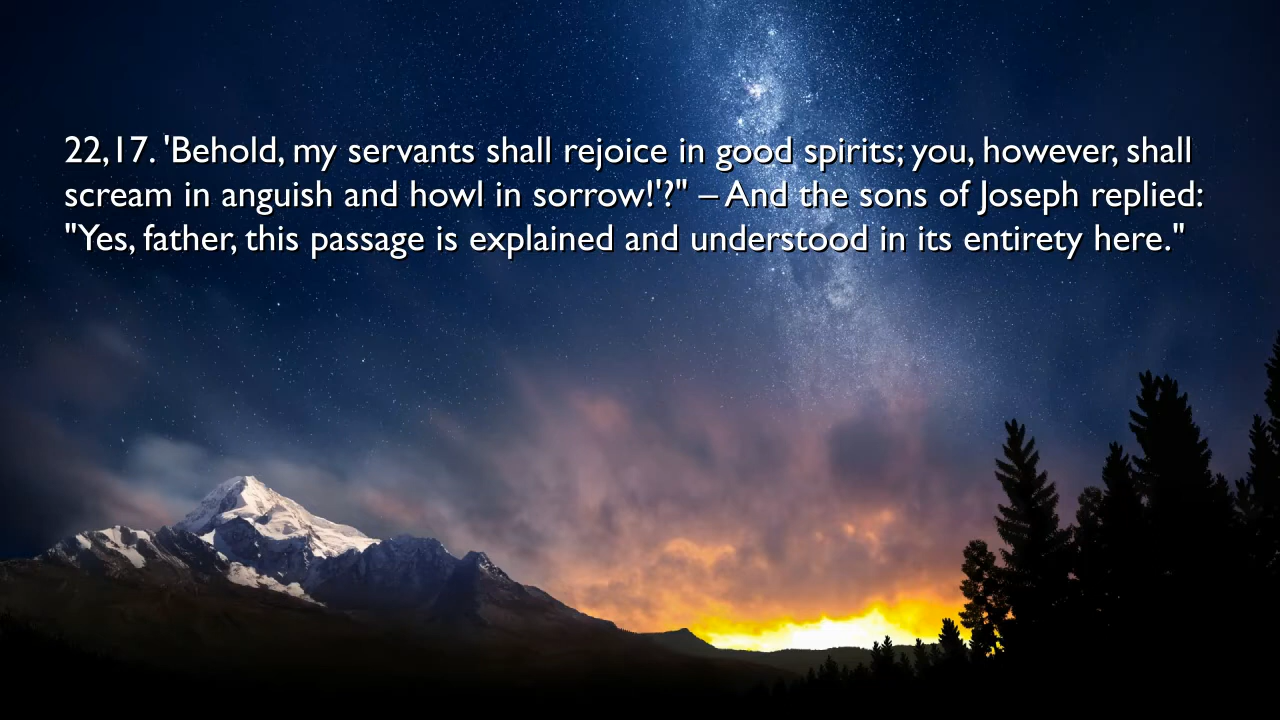 22,17. 'Behold, my servants shall rejoice in good spirits; you, however, shall
scream in anguish and howl in sorrow!'?" – And the sons of Joseph replied:
"Yes, father, this passage is explained and understood in its entirety here."